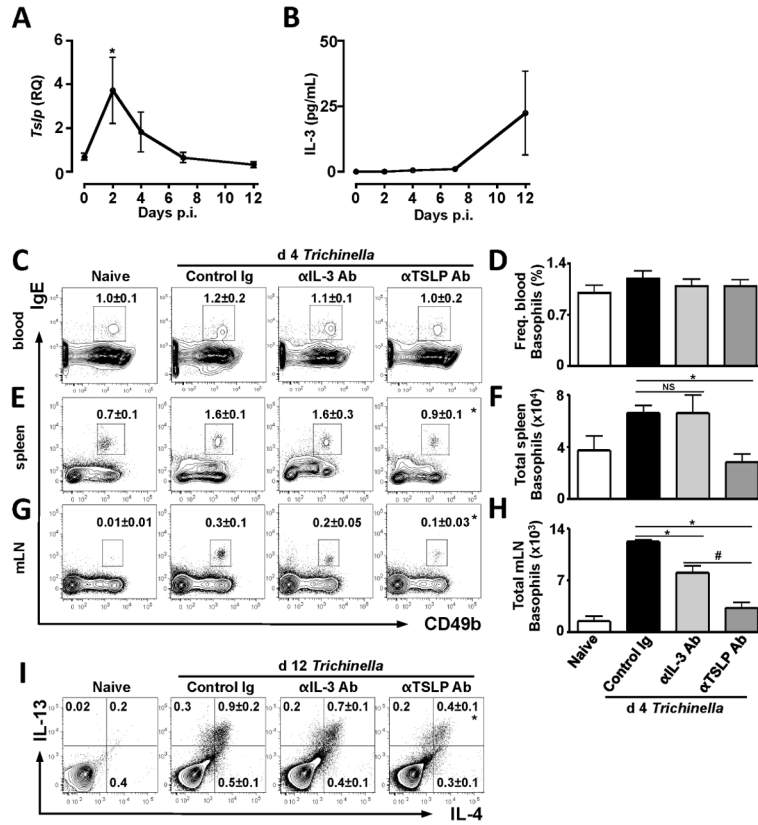 A
B
6
4
2
0
Tslp (RQ)
*
0 2 4 6 8 10 12
Days p.i.
50
25
0
IL-3 (pg/mL)
0 2 4 6 8 10 12
Days p.i.
C
d 4 Trichinella
Naive
Control Ig
αIL-3 Ab
αTSLP Ab
IgE
blood
1.0±0.1
1.2±0.2
1.1±0.1
1.0±0.2
D
Freq. blood
Basophils (%)
1.4
0.7
0
E
spleen
0.7±0.1
1.6±0.1
1.6±0.3
0.9±0.1 *
F
Total spleen
Basophils (x10⁴)
8
4
0
*
NS
G
mLN
0.01±0.01
0.3±0.1
0.2±0.05
0.1±0.03 *
CD49b
H
Total mLN
Basophils (x10³)
14
7
0
*
*
#
Naive
Control Ig
αIL-3 Ab
αTSLP Ab
d 4 Trichinella
I
d 12 Trichinella
Naive
Control Ig
αIL-3 Ab
αTSLP Ab
IL-13
0.02 0.2
0.4
0.3 0.9±0.2
0.5±0.1
0.2 0.7±0.1
0.4±0.1
0.2 0.4±0.1
*
0.3±0.1
IL-4